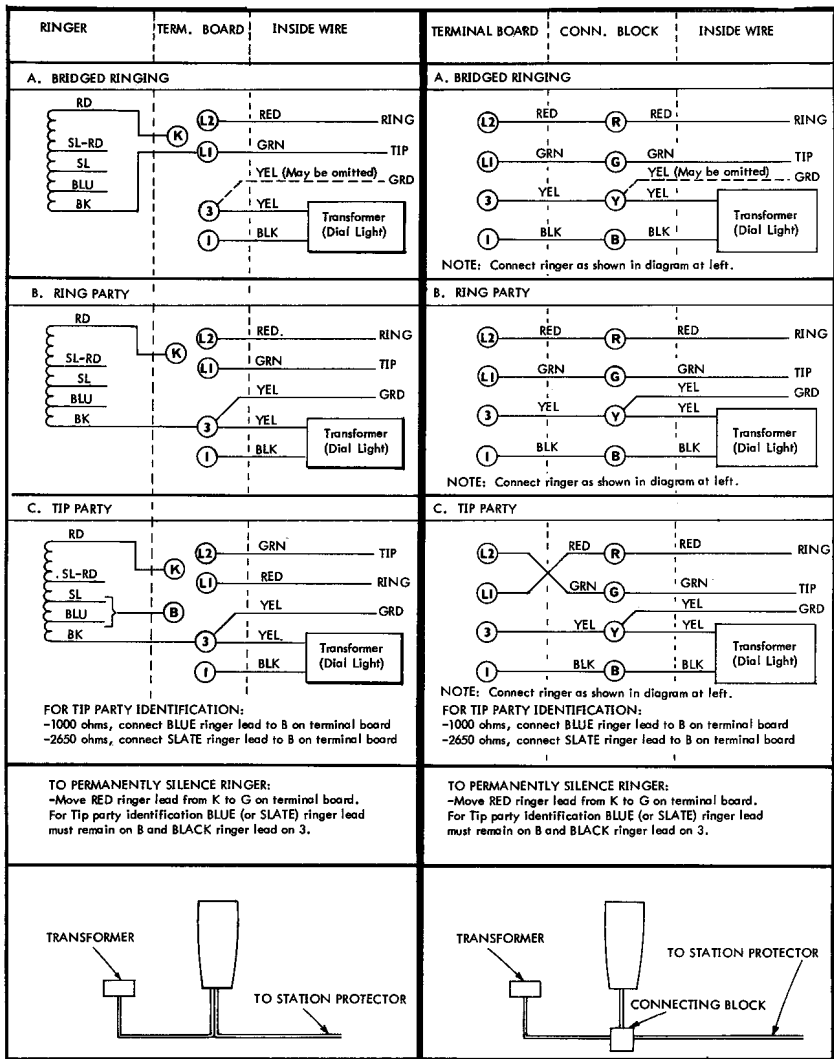 RINGER TERM. BOARD INSIDE WIRE
A. BRIDGED RINGING
RD
K
L2 RED RING
SL-RD
L1 GRN TIP
SL
YEL (May be omitted) GRD
BLU
3 YEL
BK
Transformer
(Dial Light)
1 BLK
B. RING PARTY
RD
K
L2 RED. RING
SL-RD
L1 GRN TIP
SL
YEL GRD
BLU
BK
3 YEL
Transformer
(Dial Light)
1 BLK
C. TIP PARTY
RD
K
L2 GRN TIP
. SL-RD
L1 RED RING
SL
BLU
B
YEL GRD
BK
3 YEL.
Transformer
(Dial Light)
1 BLK
FOR TIP PARTY IDENTIFICATION:
-1000 ohms, connect BLUE ringer lead to B on terminal board
-2650 ohms, connect SLATE ringer lead to B on terminal board
TO PERMANENTLY SILENCE RINGER:
-Move RED ringer lead from K to G on terminal board.
For Tip party identification BLUE (or SLATE) ringer lead
must remain on B and BLACK ringer lead on 3.
TRANSFORMER
TO STATION PROTECTOR
TERMINAL BOARD CONN. BLOCK INSIDE WIRE
A. BRIDGED RINGING
L2 RED R RED RING
L1 GRN G GRN TIP
YEL (May be omitted) GRD
3 YEL Y YEL
Transformer
(Dial Light)
1 BLK B BLK
NOTE: Connect ringer as shown in diagram at left.
B. RING PARTY
L2 RED R RED RING
L1 GRN G GRN TIP
YEL GRD
3 YEL Y YEL
Transformer
(Dial Light)
1 BLK B BLK
NOTE: Connect ringer as shown in diagram at left.
C. TIP PARTY
L2 RED R RED RING
L1 GRN G GRN TIP
YEL GRD
3 YEL Y YEL
Transformer
(Dial Light)
1 BLK B BLK
NOTE: Connect ringer as shown in diagram at left.
FOR TIP PARTY IDENTIFICATION:
-1000 ohms, connect BLUE ringer lead to B on terminal board
-2650 ohms, connect SLATE ringer lead to B on terminal board
TO PERMANENTLY SILENCE RINGER:
-Move RED ringer lead from K to G on terminal board.
For Tip party identification BLUE (or SLATE) ringer lead
must remain on B and BLACK ringer lead on 3.
TRANSFORMER
TO STATION PROTECTOR
CONNECTING BLOCK